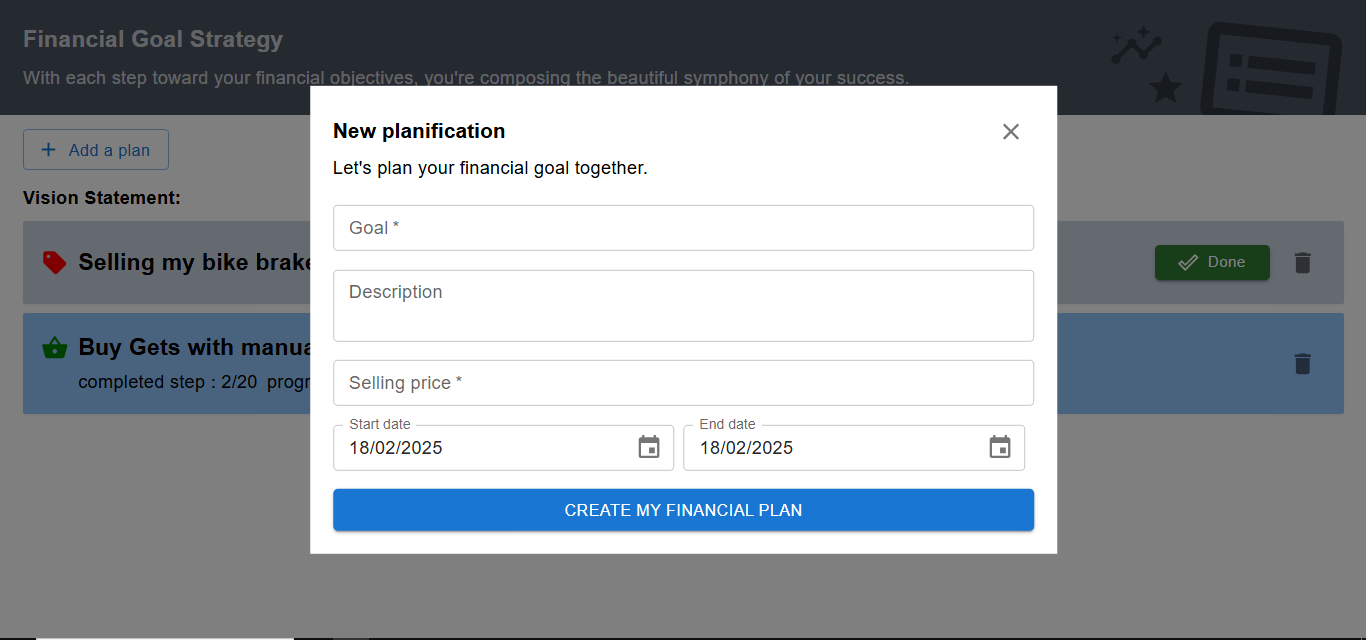 Financial Goal Strategy
With each step toward your financial objectives, you're composing the beautiful symphony of your success.
Add a plan
Vision Statement:
Selling my bike
Done
Buy Gets with
completed step : 2/20
New planification
Let's plan your financial goal together.
Goal *
Description
Selling price *
Start date End date
18/02/2025 18/02/2025
CREATE MY FINANCIAL PLAN